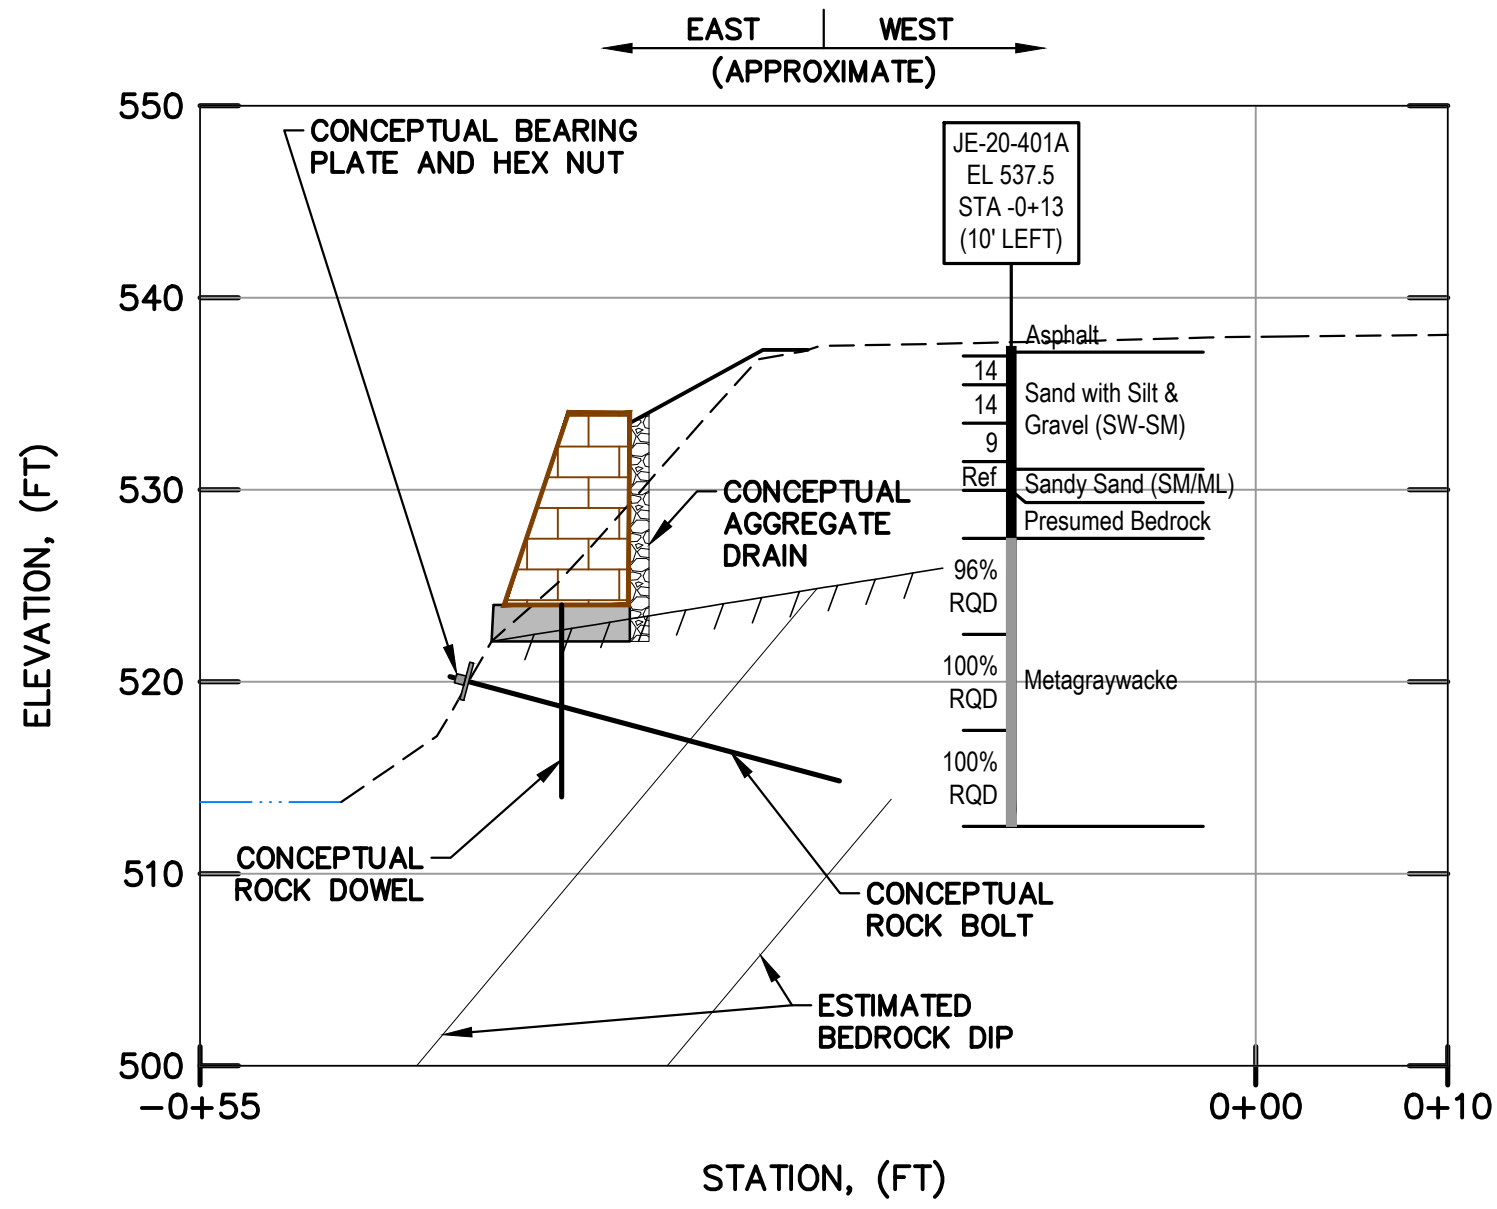 EAST WEST
(APPROXIMATE)
550
CONCEPTUAL BEARING
PLATE AND HEX NUT
JE-20-401A
EL 537.5
STA -0+13
(10' LEFT)
540
Asphalt
14
14
9
Ref
Sand with Silt &
Gravel (SW-SM)
530
Sandy Sand (SM/ML)
Presumed Bedrock
CONCEPTUAL
AGGREGATE
DRAIN
96%
RQD
100%
RQD
100%
RQD
Metagraywacke
520
ELEVATION, (FT)
CONCEPTUAL
ROCK DOWEL
510
CONCEPTUAL
ROCK BOLT
ESTIMATED
BEDROCK DIP
500
-0+55 0+00 0+10
STATION, (FT)